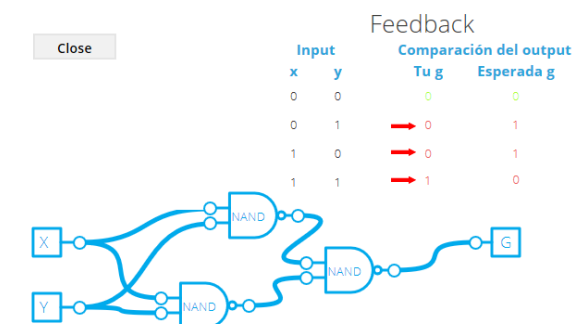 Feedback
Close
Input Comparación del output
x y Tu g Esperada g
0 0 0 0
0 1 0 1
1 0 0 1
1 1 1 0
NAND
X
G
NAND
Y
NAND